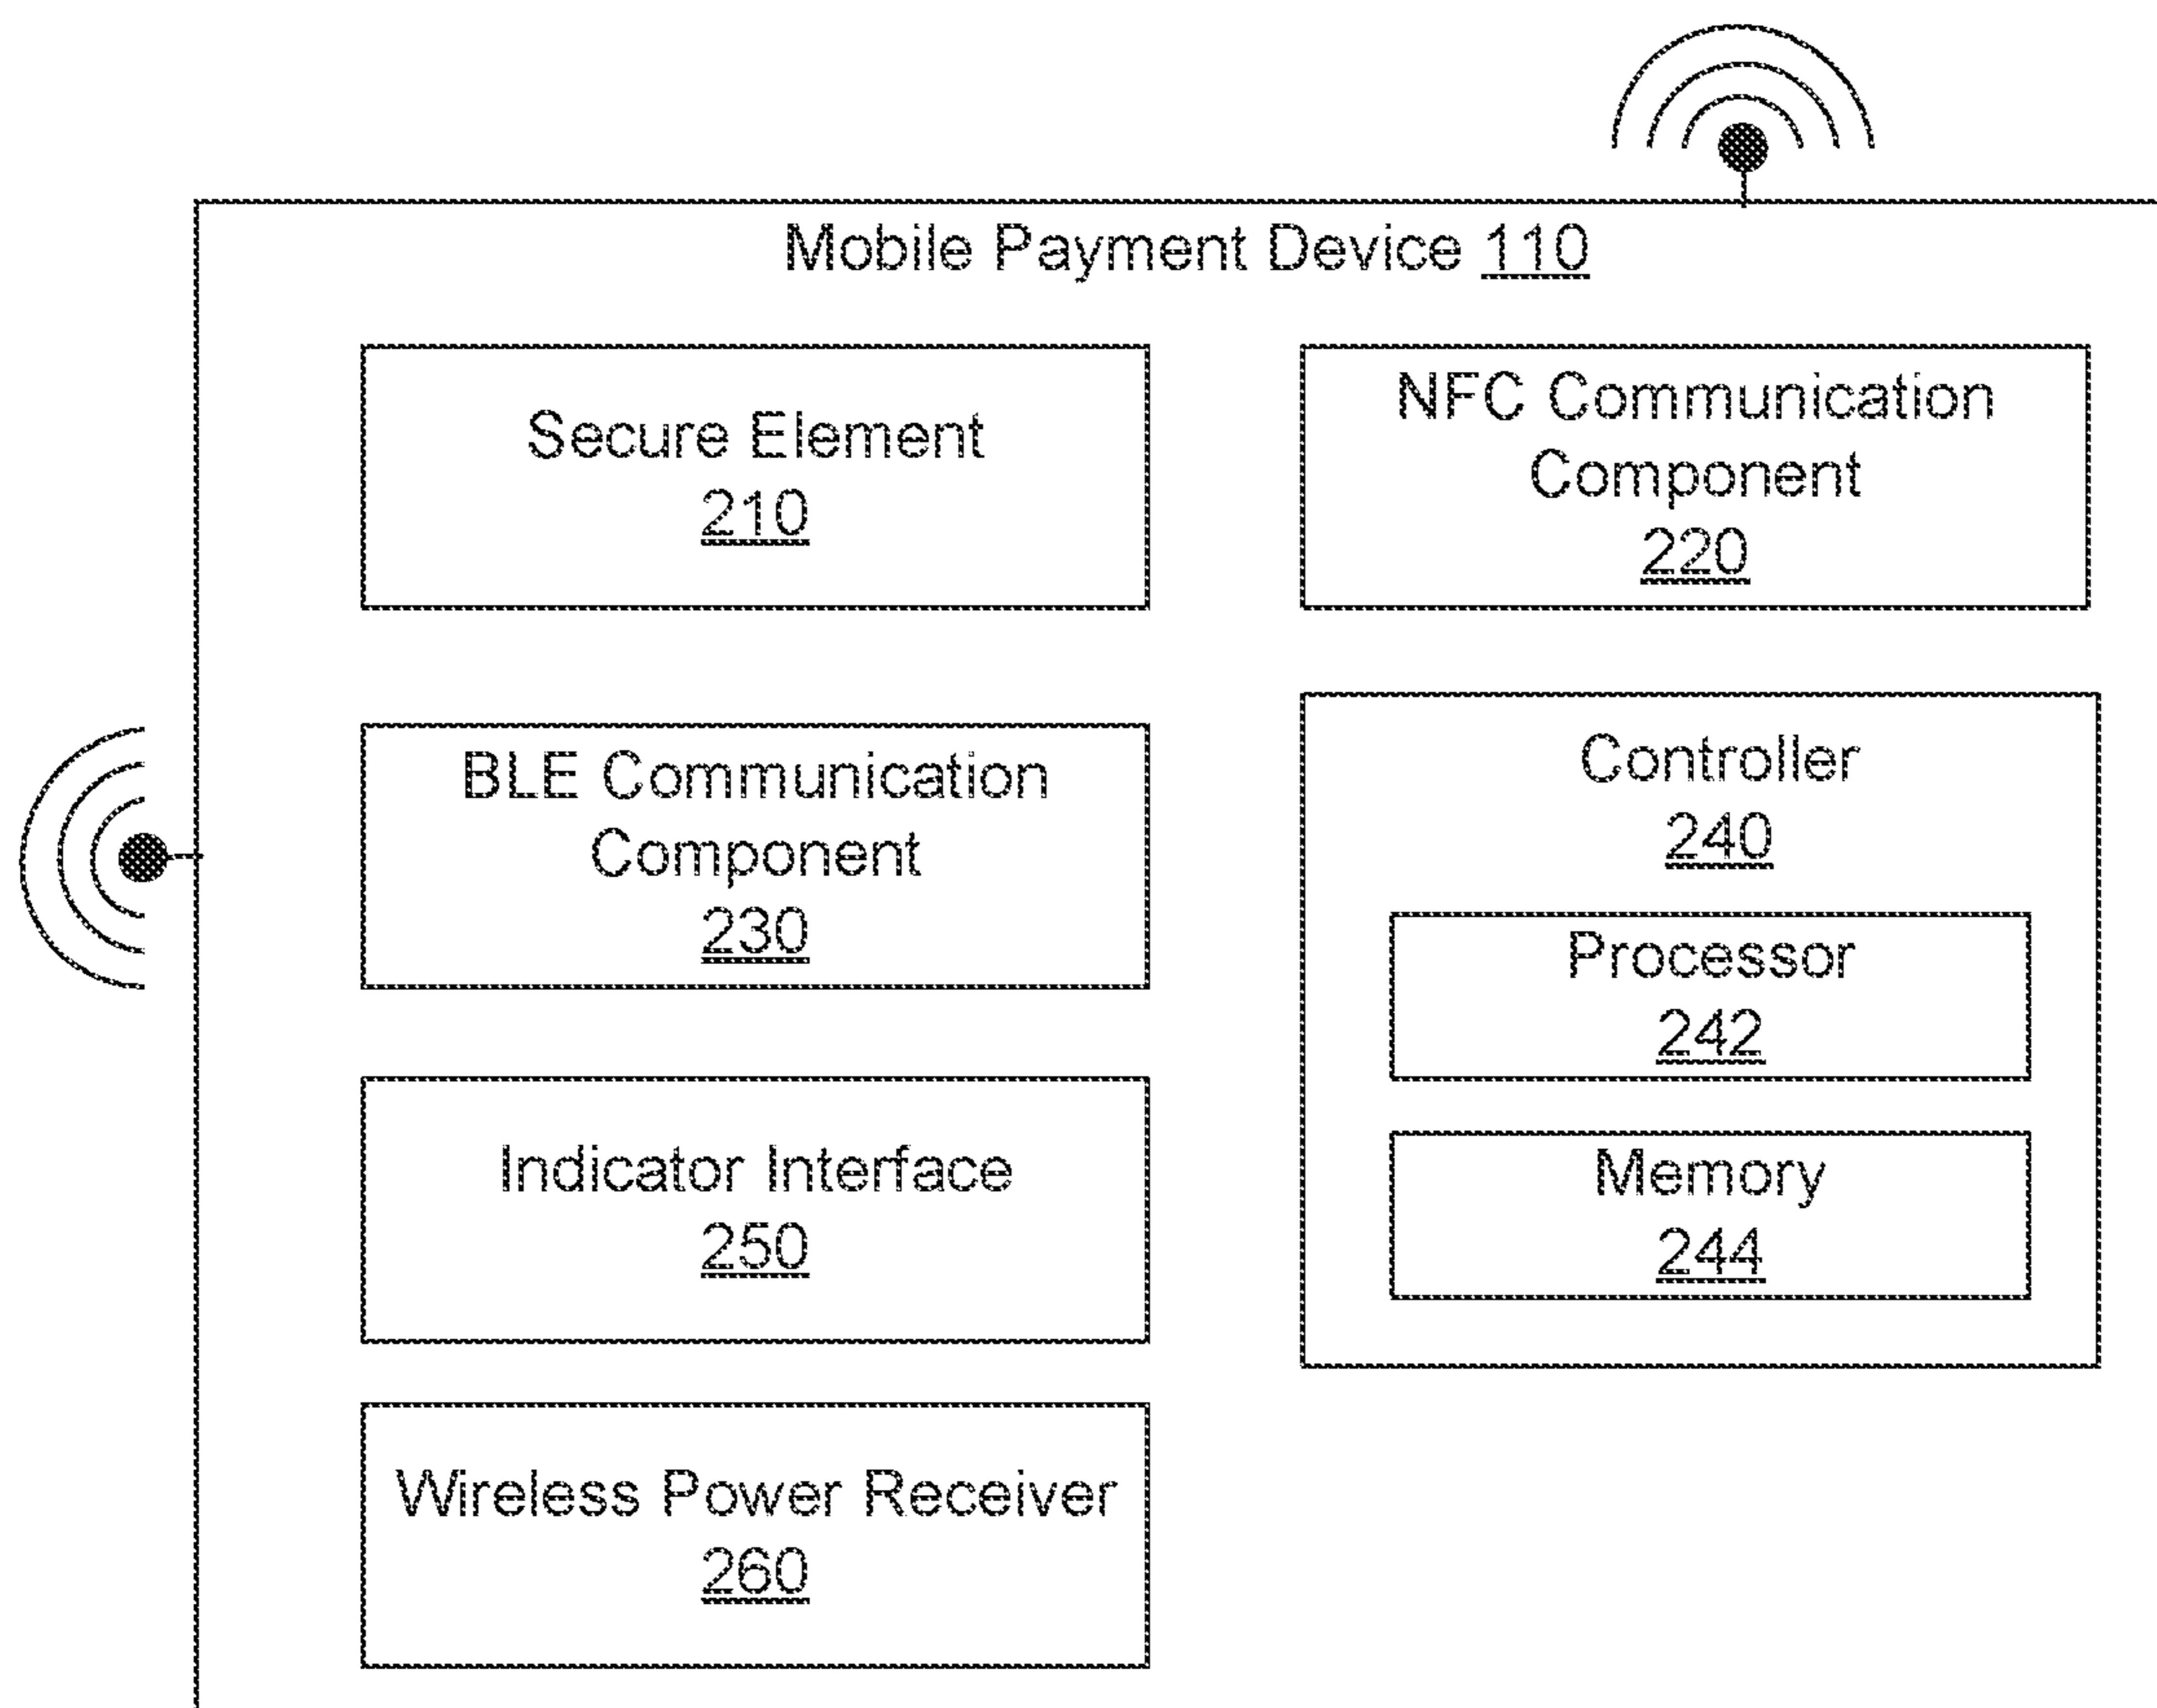 Mobile Payment Device 110
Secure Element
210
NFC Communication
Component
220
BLE Communication
Component
230
Controller
240
Processor
242
Memory
244
Indicator Interface
250
Wireless Power Receiver
260